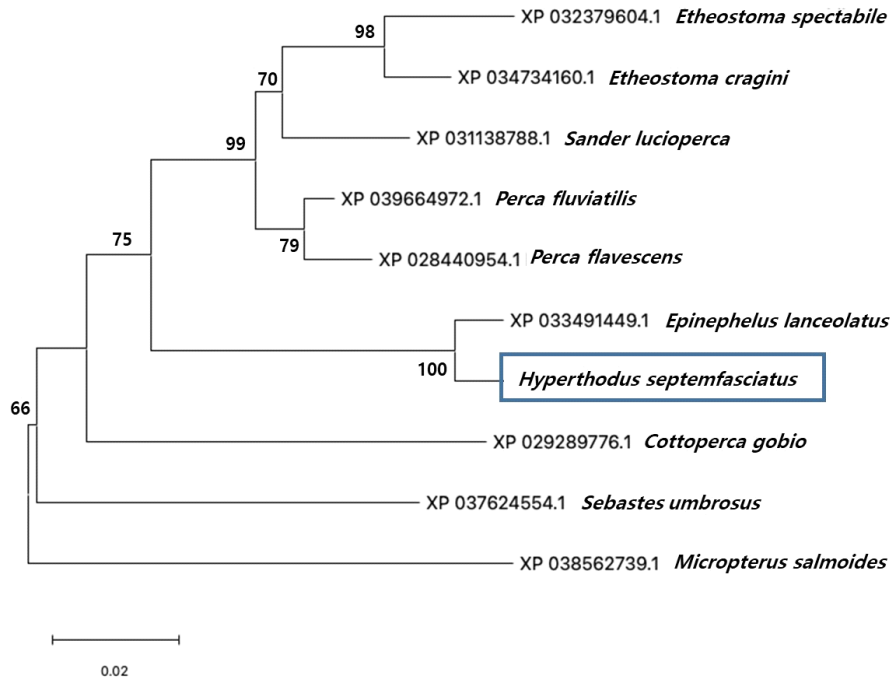 98
XP 032379604.1 Etheostoma spectabile
XP 034734160.1 Etheostoma cragini
70
XP 031138788.1 Sander lucioperca
99
XP 039664972.1 Perca fluviatilis
79
XP 028440954.1 Perca flavescens
75
XP 033491449.1 Epinephelus lanceolatus
100
Hyperthodus septemfasciatus
66
XP 029289776.1 Cottoperca gobio
XP 037624554.1 Sebastes umbrosus
XP 038562739.1 Micropterus salmoides
0.02